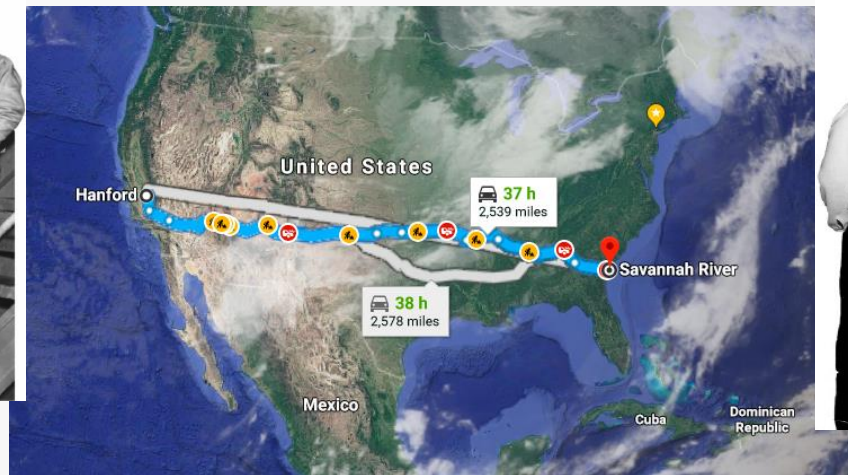 United States
Hanford
37 h
2,539 miles
Savannah River
38 h
2,578 miles
Mexico
Cuba
Dominican
Republic